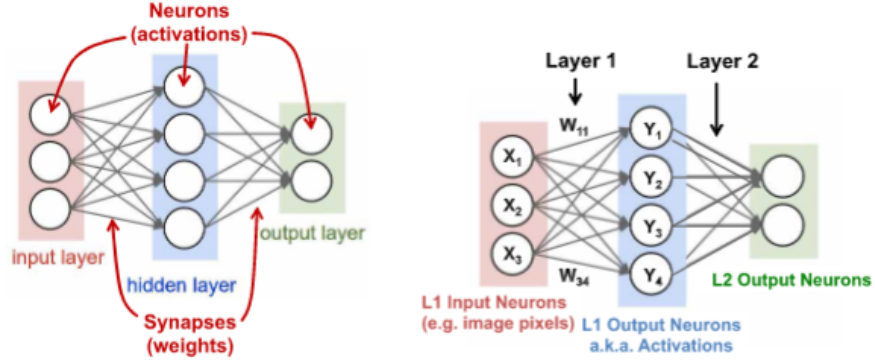 Neurons
(activations)
input layer
hidden layer
output layer
Synapses
(weights)
Layer 1
Layer 2
W11
X1
X2
X3
W34
Y1
Y2
Y3
Y4
L1 Input Neurons
(e.g. image pixels)
L1 Output Neurons
a.k.a. Activations
L2 Output Neurons